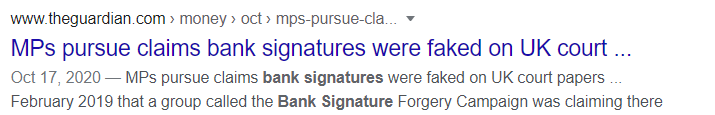 www.theguardian.com › money › oct › mps-pursue-cla...
MPs pursue claims bank signatures were faked on UK court ...
Oct 17, 2020 — MPs pursue claims bank signatures were faked on UK court papers ...
February 2019 that a group called the Bank Signature Forgery Campaign was claiming there